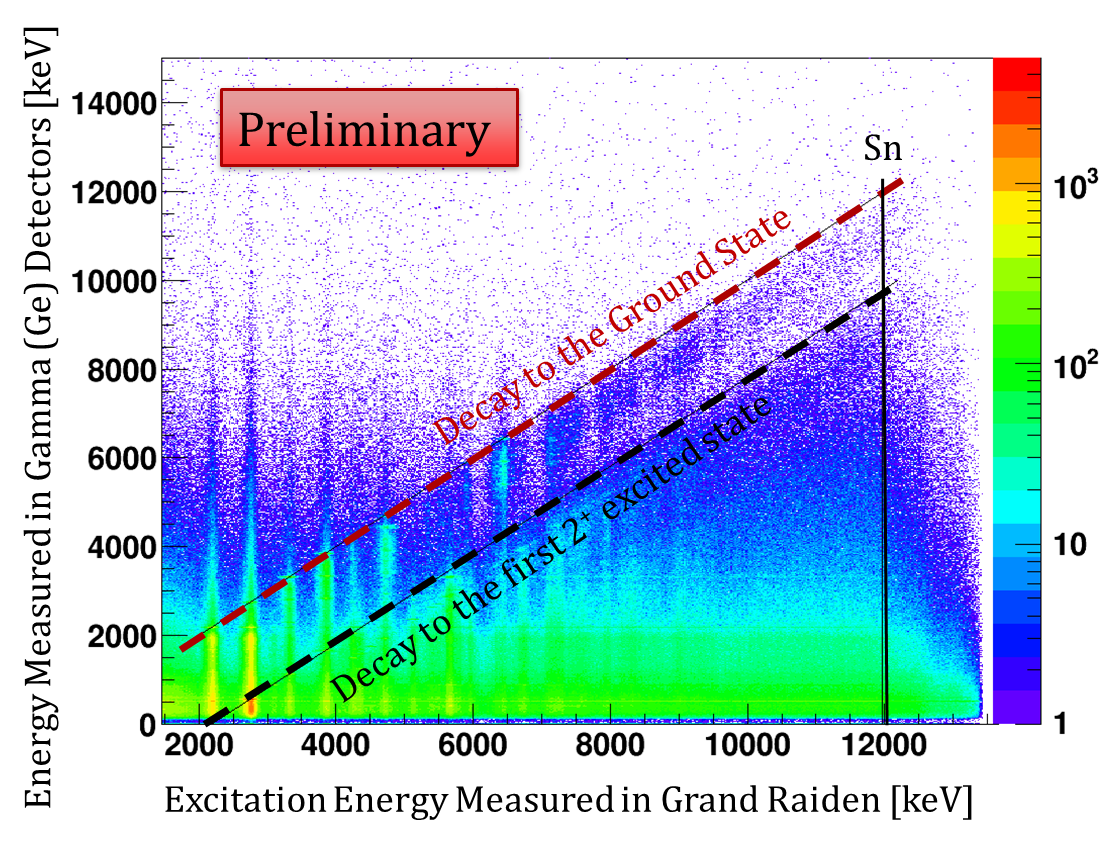 Energy Measured in Gamma (Ge) Detectors [keV]
14000
12000
10000
8000
6000
4000
2000
0
Preliminary
Sn
Decay to the Ground State
Decay to the first 2⁺ excited state
10³
10²
10
1
2000 4000 6000 8000 10000 12000
Excitation Energy Measured in Grand Raiden [keV]